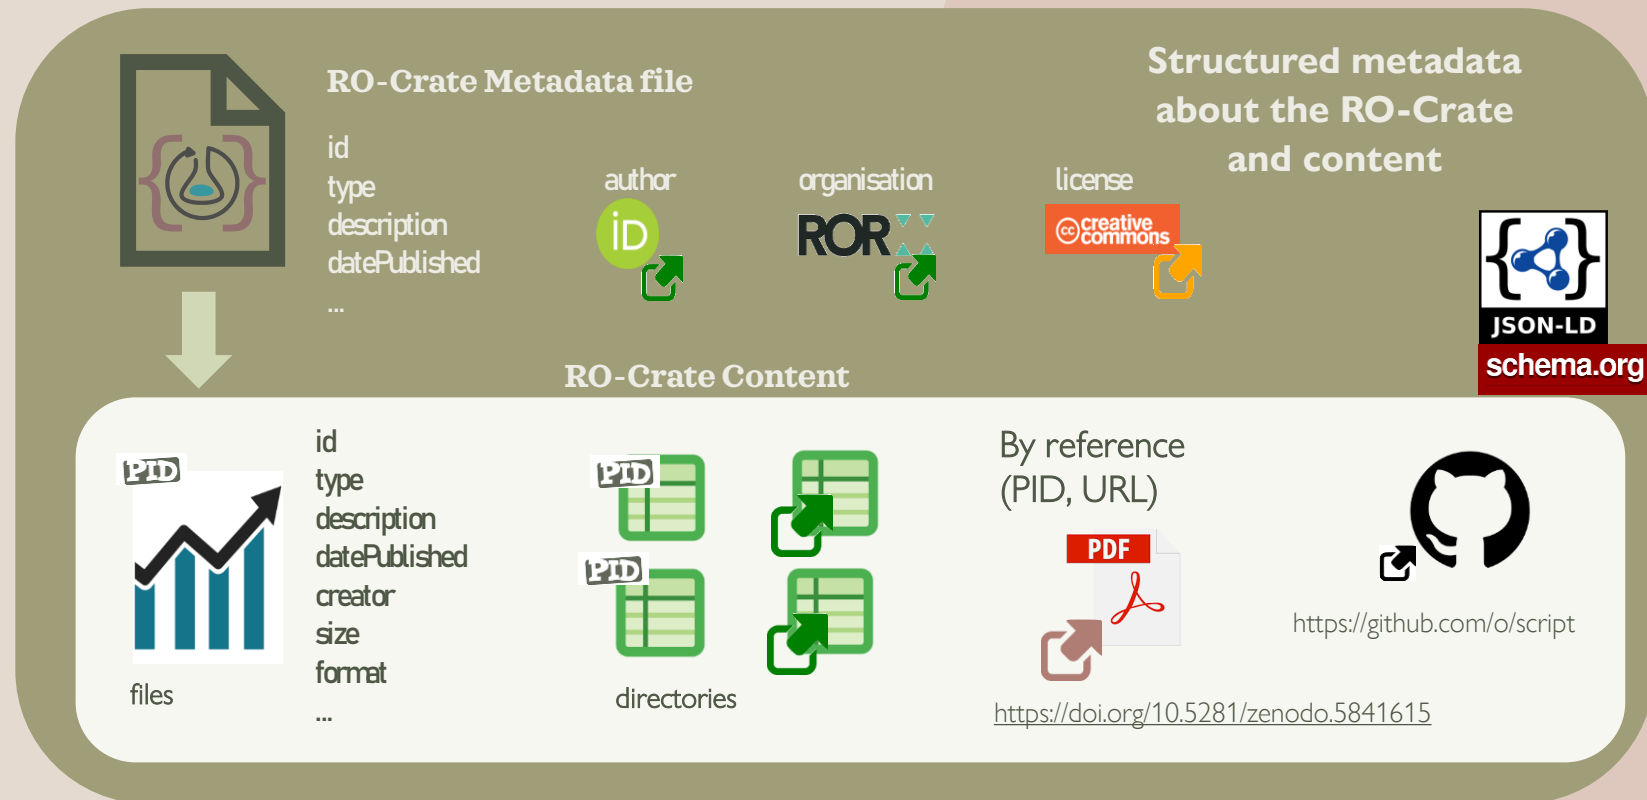 RO-Crate Metadata file
id
type
description
datePublished
...
author
iD
organisation
ROR
license
cc creative commons
Structured metadata
about the RO-Crate
and content
JSON-LD
schema.org
RO-Crate Content
PID
files
id
type
description
datePublished
creator
size
format
...
PID
PID
directories
By reference
(PID, URL)
PDF
https://doi.org/10.5281/zenodo.5841615
https://github.com/o/script